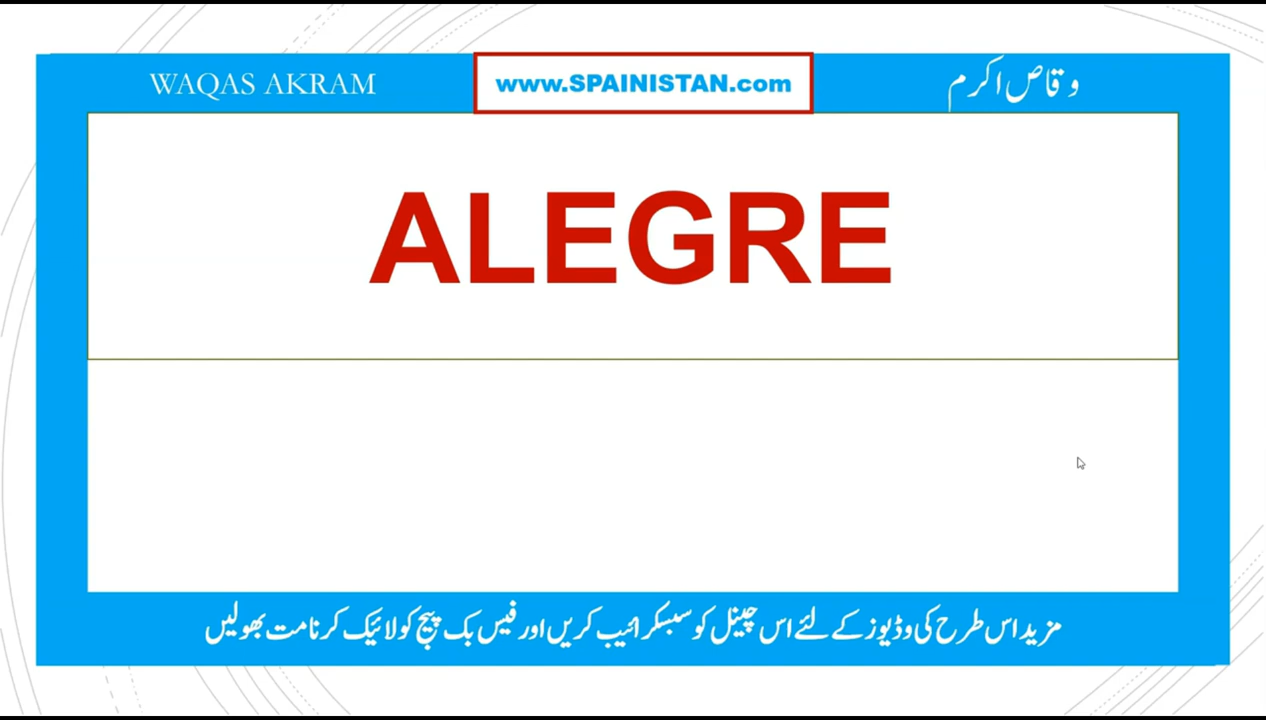 WAQAS AKRAM
www.SPAINISTAN.com
وقاص اکرم
ALEGRE
مزید اس طرح کی وڈیوز کے لئے اس چینل کو سبسکرائیب کریں اور فیس بک پیج کو لائیک کرنا مت بھولیں